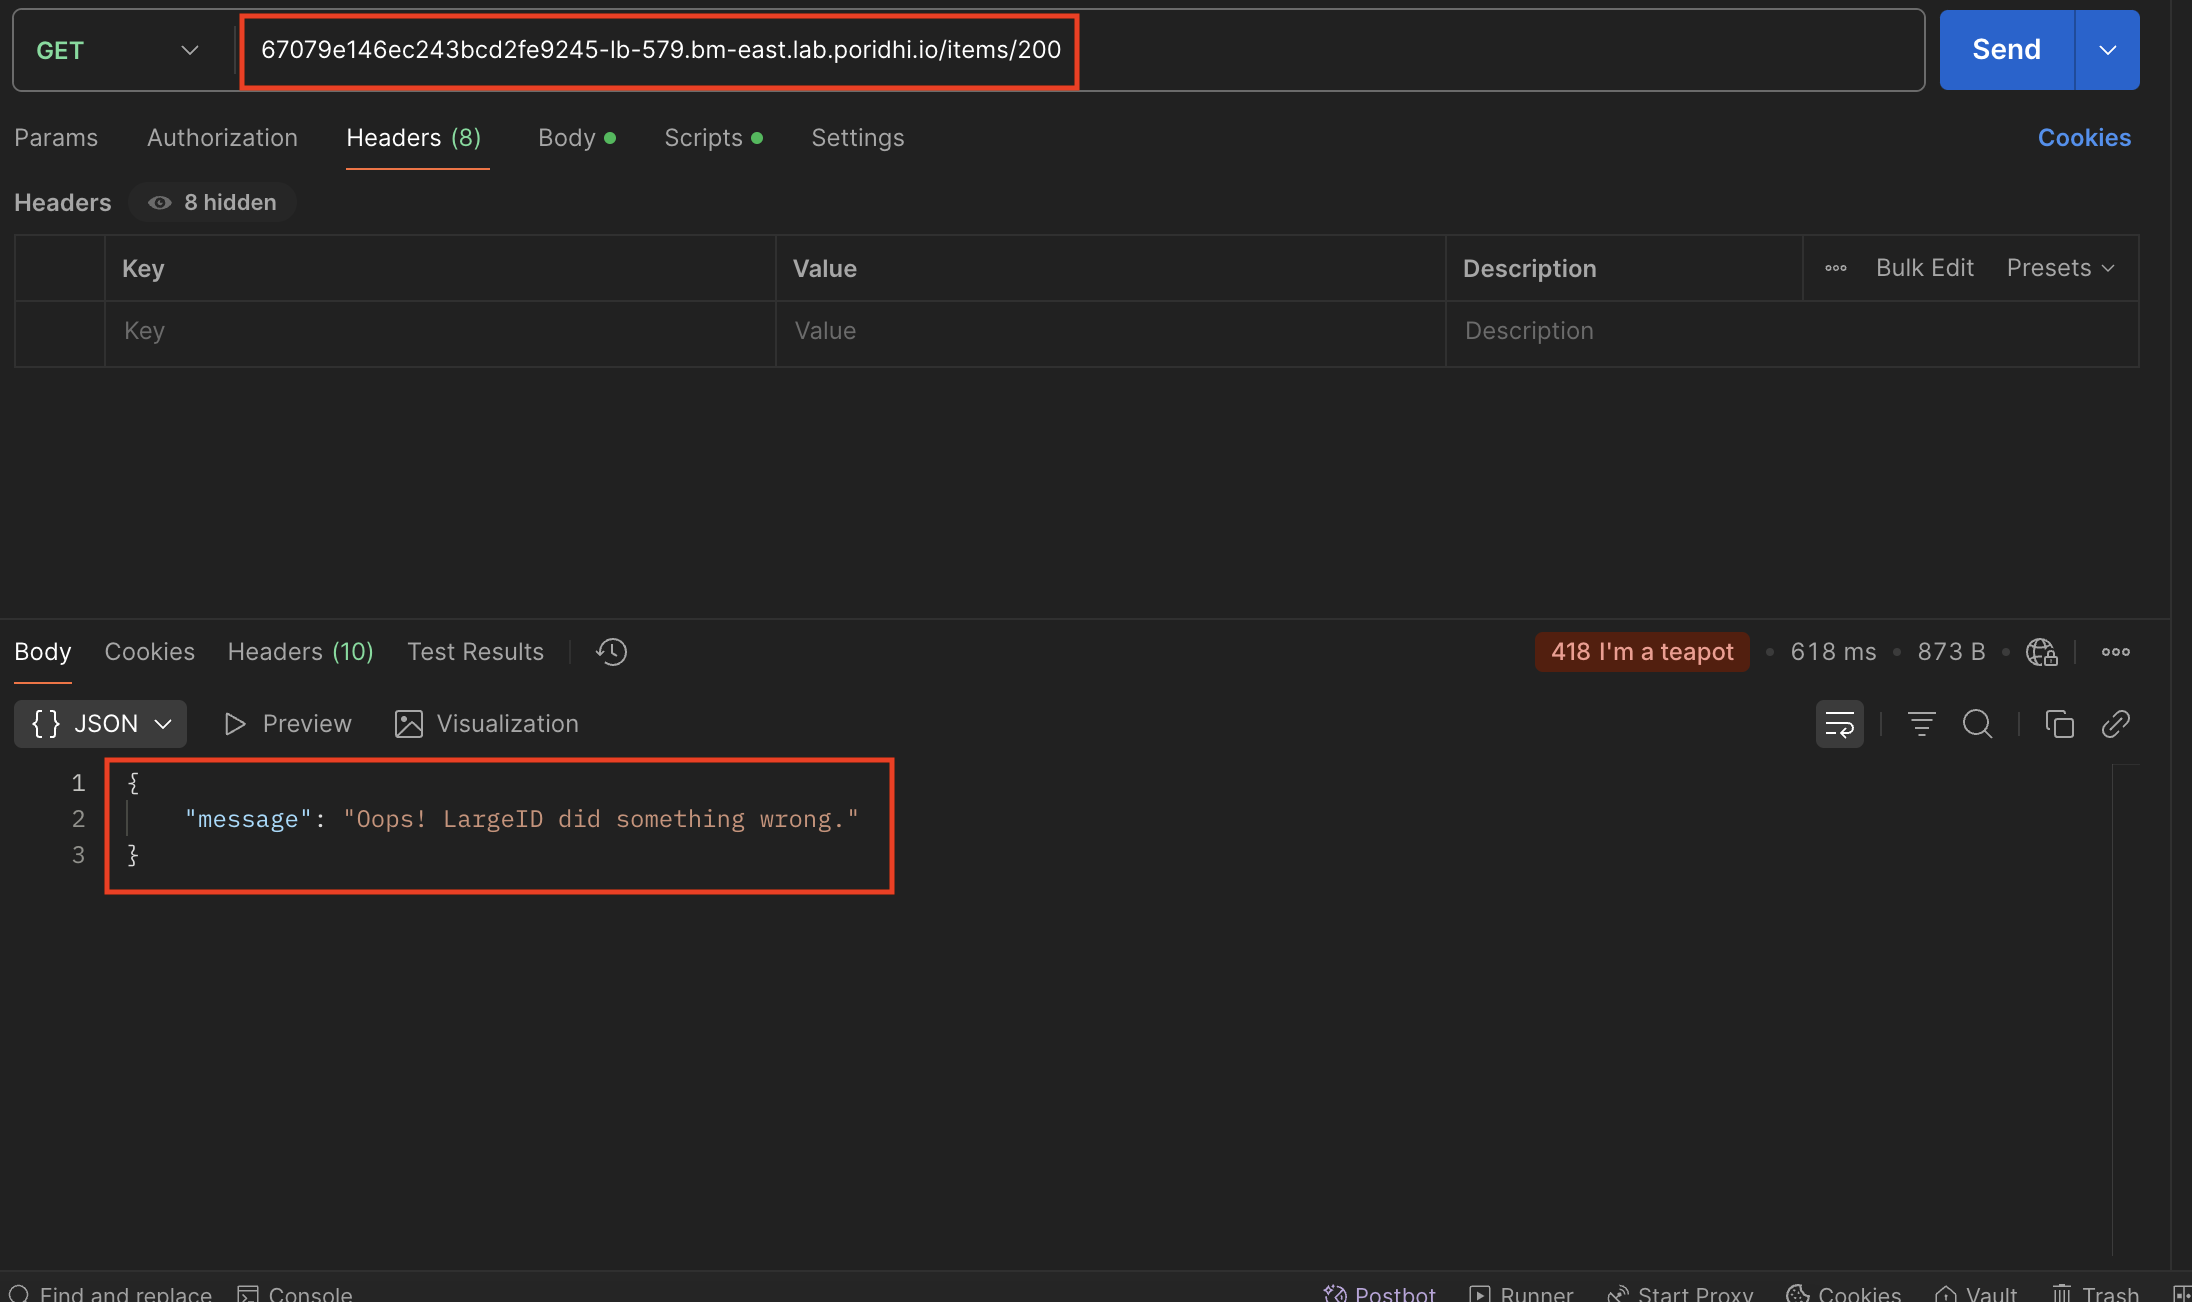 GET 67079e146ec243bcd2fe9245-lb-579.bm-east.lab.poridhi.io/items/200 Send
Params Authorization Headers (8) Body Scripts Settings Cookies
Headers 8 hidden
Key Value Description Bulk Edit Presets
Key Value Description
Body Cookies Headers (10) Test Results 418 I'm a teapot 618 ms 873 B
{} JSON Preview Visualization
1 {
2 "message": "Oops! LargeID did something wrong."
3 }
Find and replace Console Postbot Runner Start Proxy Cookies Vault Trash